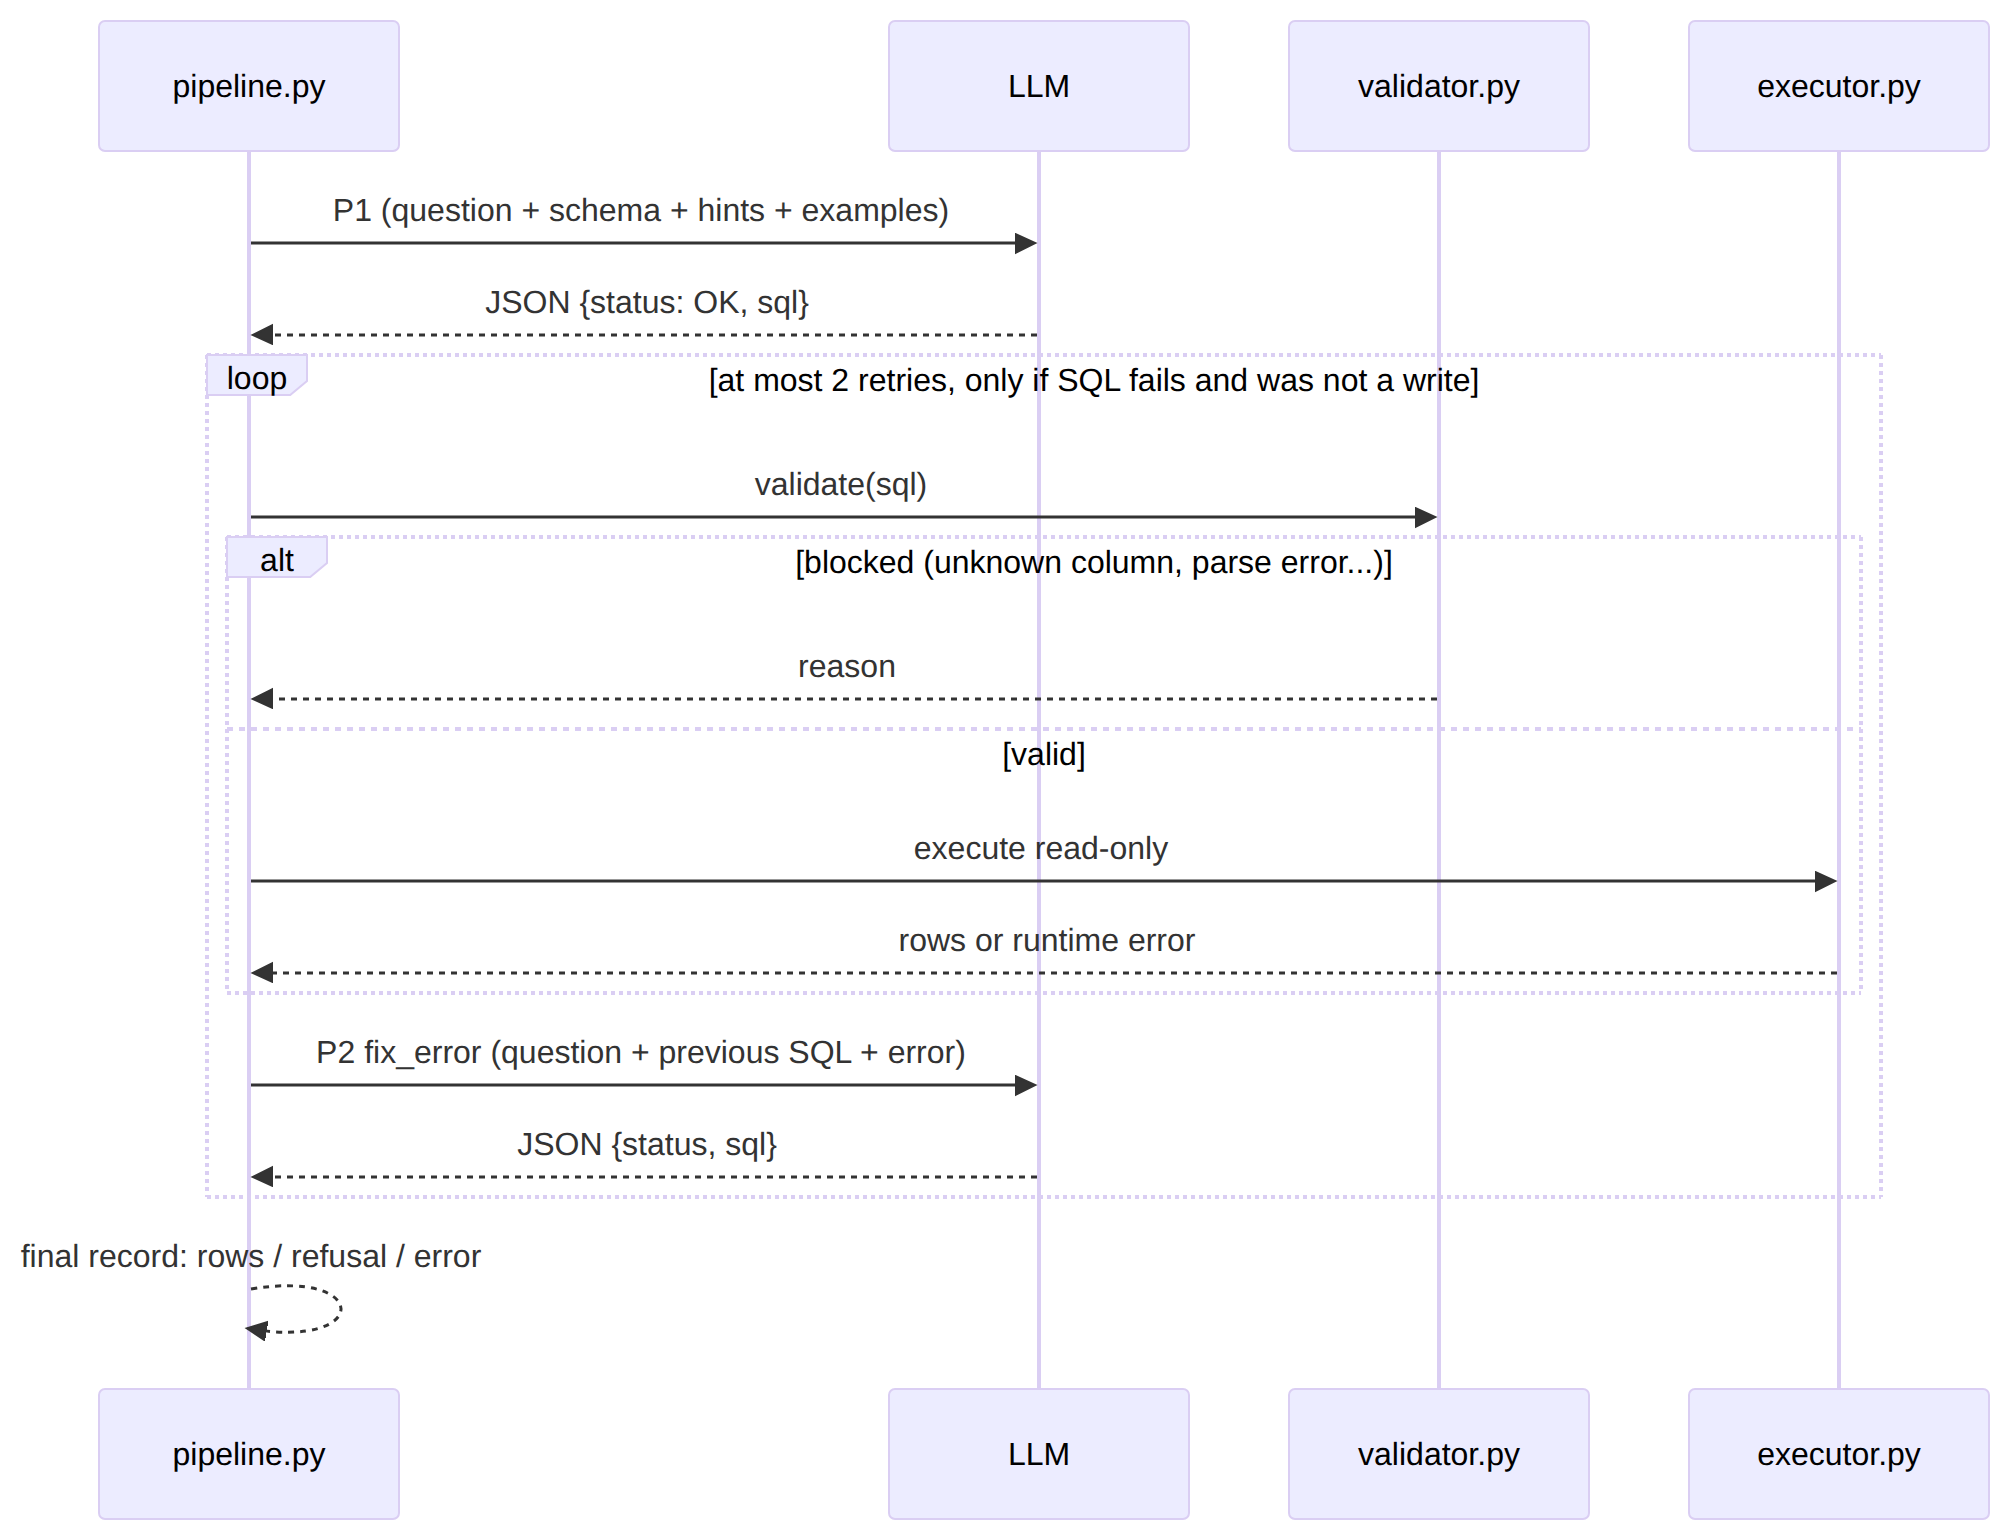 pipeline.py
LLM
validator.py
executor.py
P1 (question + schema + hints + examples)
JSON {status: OK, sql}
loop
[at most 2 retries, only if SQL fails and was not a write]
validate(sql)
alt
[blocked (unknown column, parse error...)]
reason
[valid]
execute read-only
rows or runtime error
P2 fix_error (question + previous SQL + error)
JSON {status, sql}
final record: rows / refusal / error
pipeline.py
LLM
validator.py
executor.py